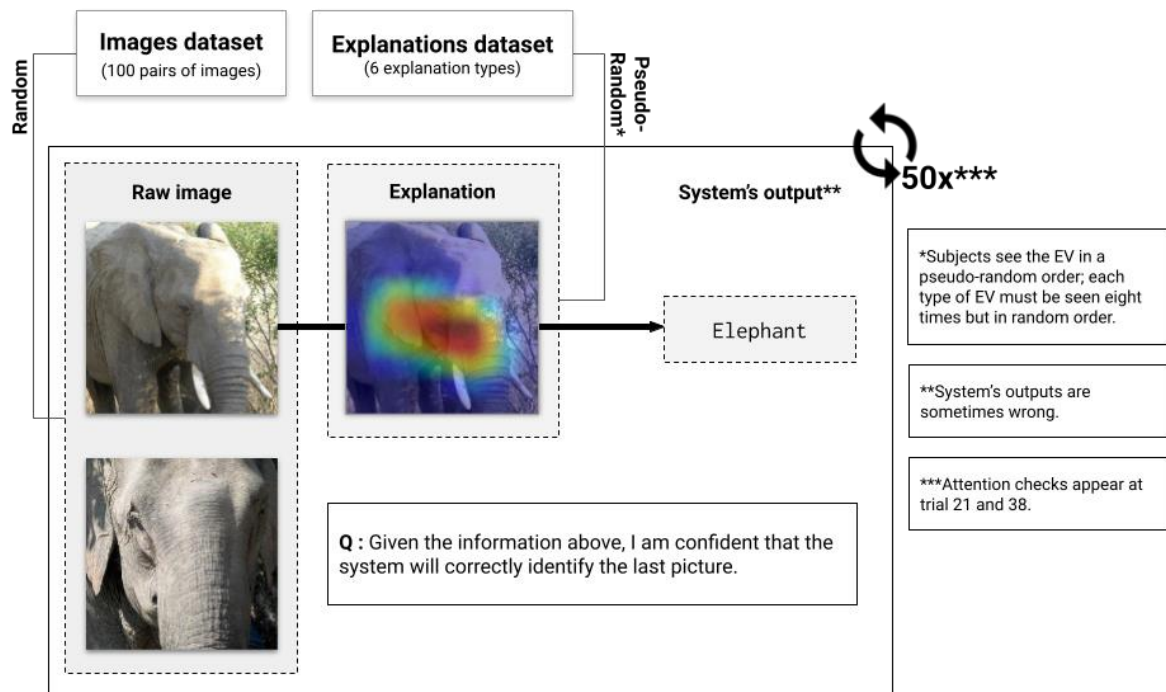 Images dataset
(100 pairs of images)
Explanations dataset
(6 explanation types)
Random
Pseudo-
Random*
50x***
Raw image
Explanation
System's output**
Elephant
Q : Given the information above, I am confident that the
system will correctly identify the last picture.
*Subjects see the EV in a
pseudo-random order; each
type of EV must be seen eight
times but in random order.
**System's outputs are
sometimes wrong.
***Attention checks appear at
trial 21 and 38.